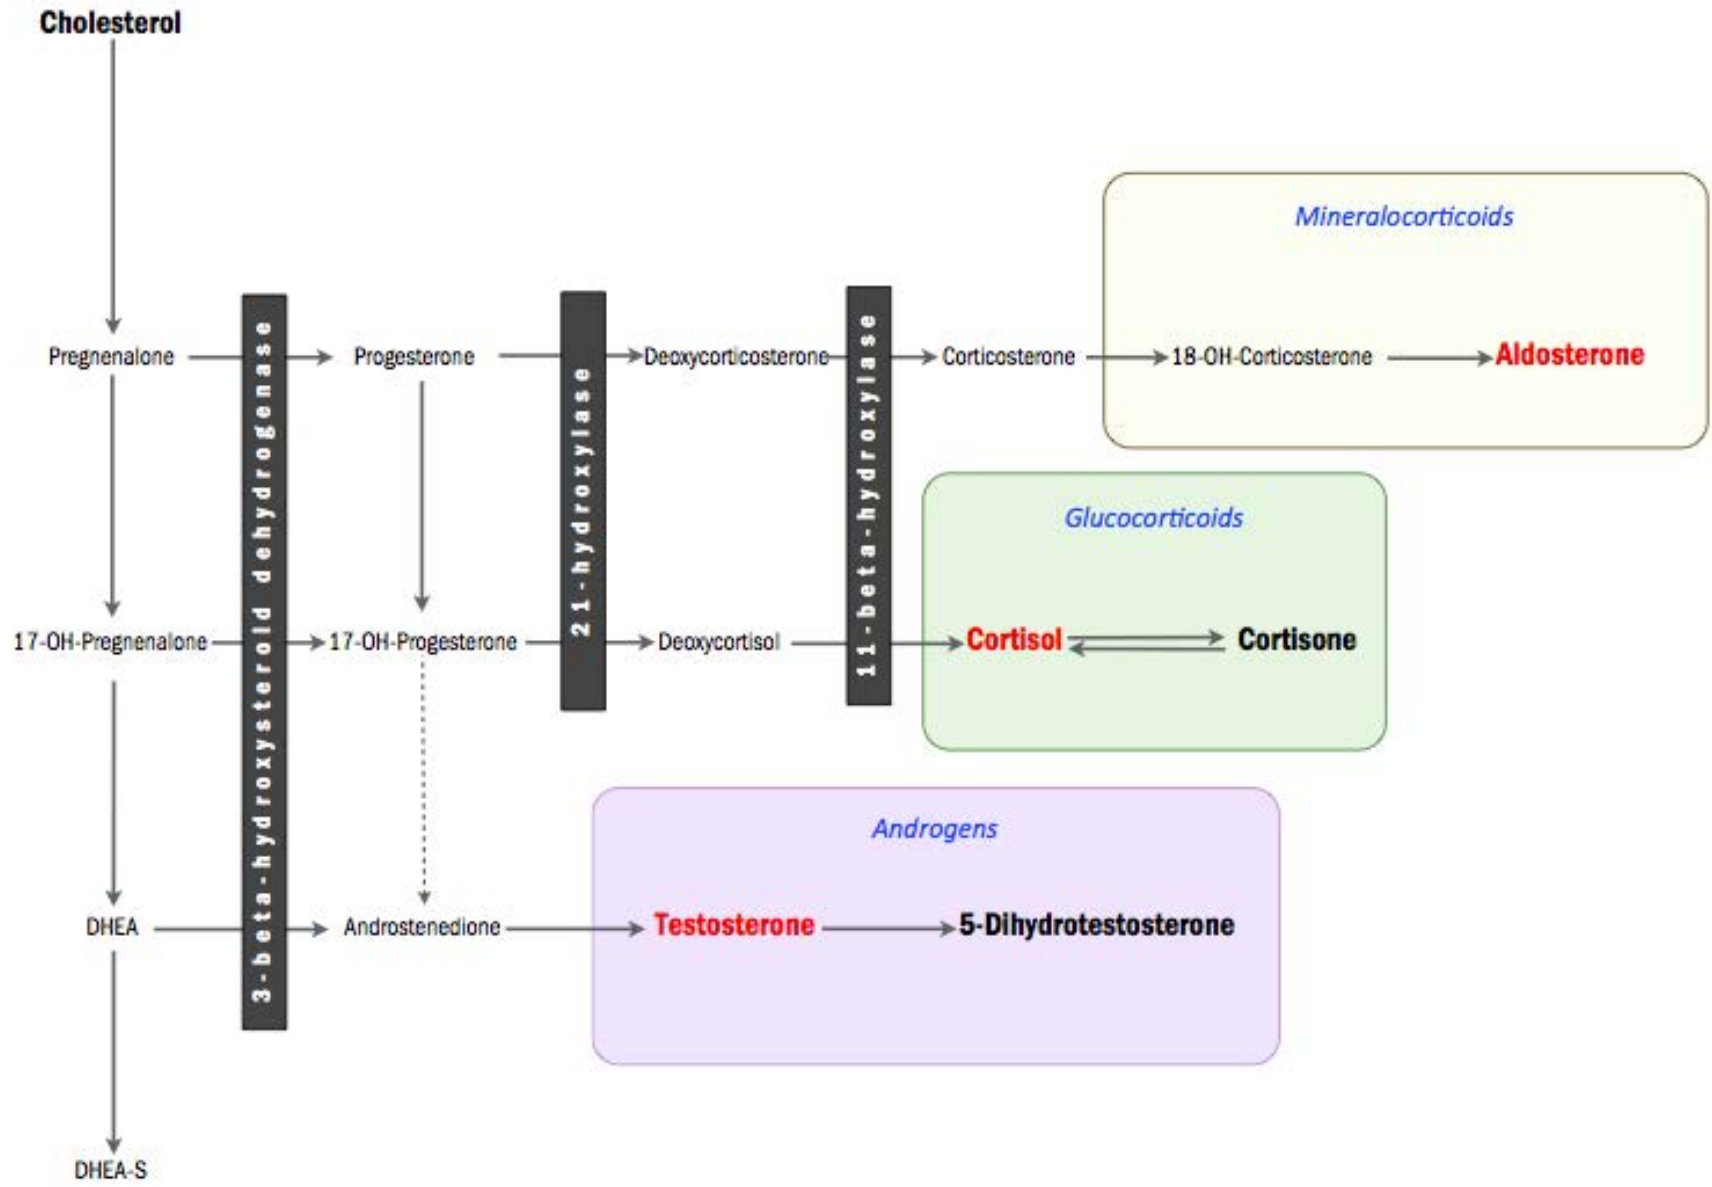 Cholesterol
Mineralocorticoids
Pregnenalone
Progesterone
Deoxycorticosterone
Corticosterone
18-OH-Corticosterone
Aldosterone
3-beta-hydroxysteroid dehydrogenase
21-hydroxylase
11-beta-hydroxylase
Glucocorticoids
17-OH-Pregnenalone
17-OH-Progesterone
Deoxycortisol
Cortisol
Cortisone
Androgens
DHEA
Androstenedione
Testosterone
5-Dihydrotestosterone
DHEA-S